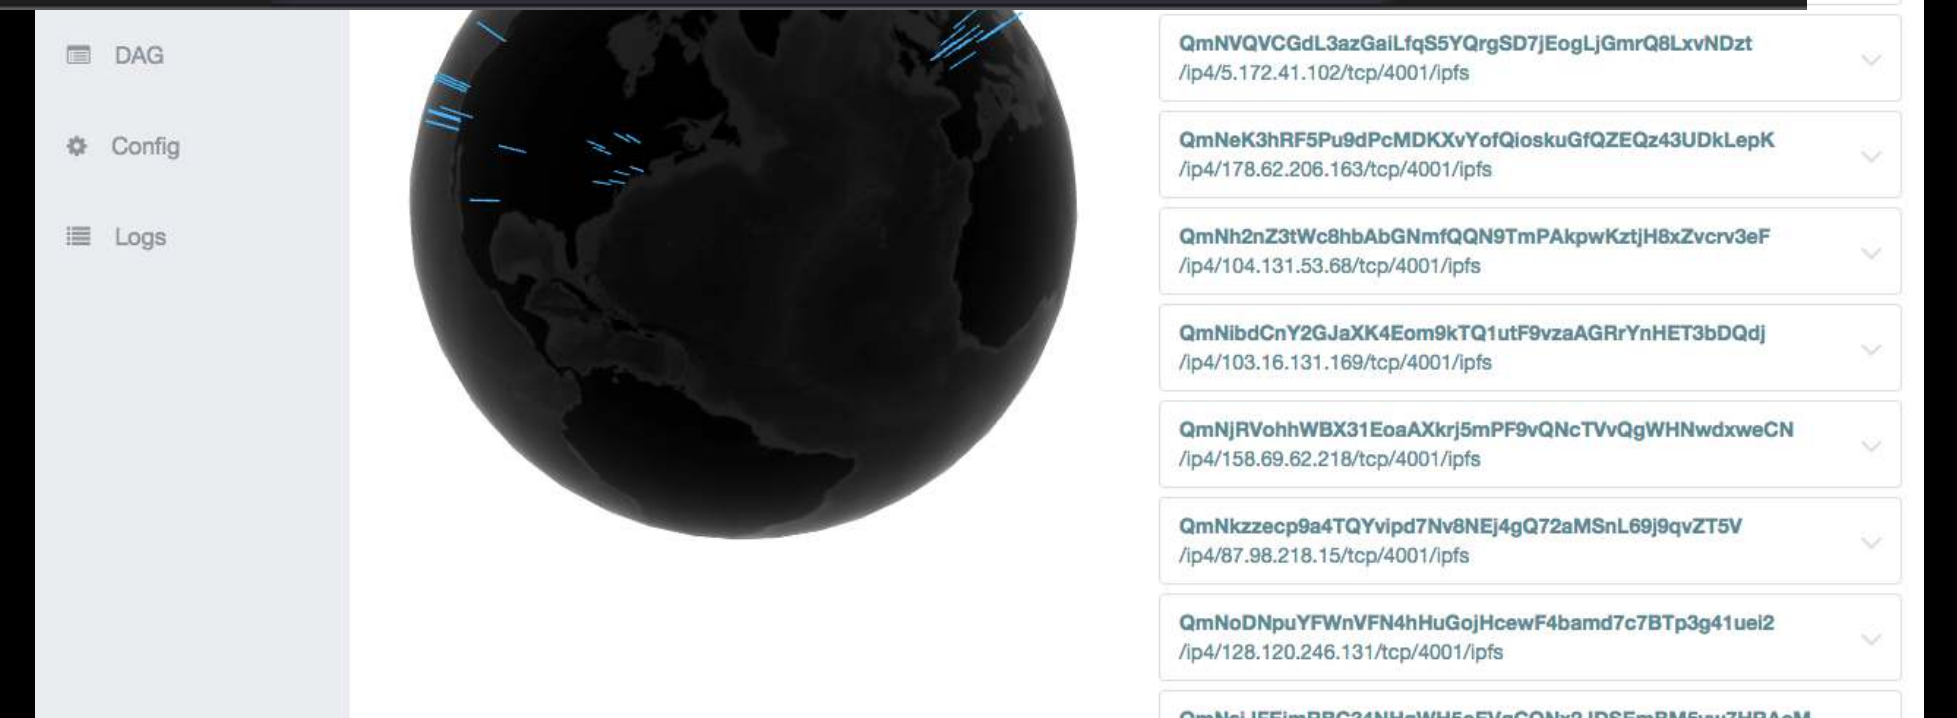 DAG
Config
Logs
QmNVQVCGdL3azGaiLfqS5YQrgSD7jEogLjGmrQ8LxvNDzt
/ip4/5.172.41.102/tcp/4001/ipfs
QmNeK3hRF5Pu9dPcMDKXvYofQioskuGfQZEQz43UDkLepK
/ip4/178.62.206.163/tcp/4001/ipfs
QmNh2nZ3tWc8hbAbGNmfQQN9TmPAkpwKztjH8xZvcrv3eF
/ip4/104.131.53.68/tcp/4001/ipfs
QmNibdCnY2GJaXK4Eom9kTQ1utF9vzaAGRrYnHET3bDQdj
/ip4/103.16.131.169/tcp/4001/ipfs
QmNjRVohhWBX31EoaAXkrj5mPF9vQNcTVvQgWHNwdxweCN
/ip4/158.69.62.218/tcp/4001/ipfs
QmNkzzecp9a4TQYvipd7Nv8NEj4gQ72aMSnL69j9qvZT5V
/ip4/87.98.218.15/tcp/4001/ipfs
QmNoDNpuYFWnVFN4hHuGojHcewF4bamd7c7BTp3g41uei2
/ip4/128.120.246.131/tcp/4001/ipfs